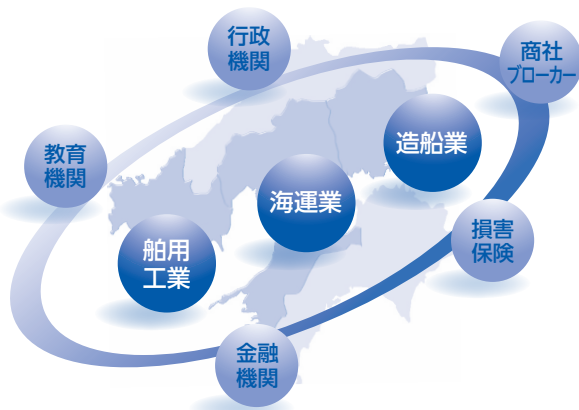 行政
機関
商社
ブローカー
教育
機関
造船業
海運業
舶用
工業
損害
保険
金融
機関